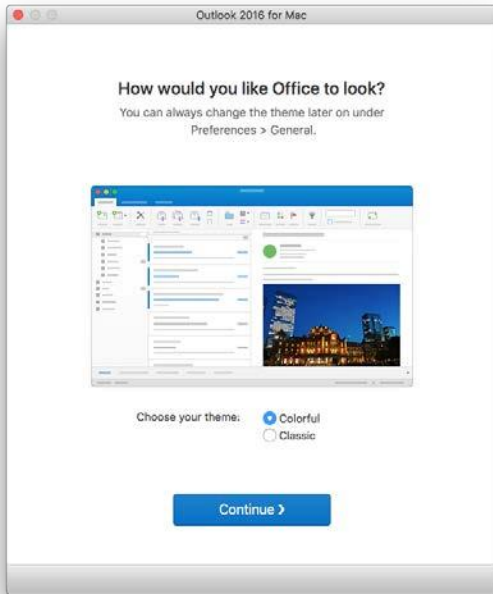 Outlook 2016 for Mac
How would you like Office to look?
You can always change the theme later on under
Preferences > General.
Choose your theme:
Colorful
Classic
Continue >